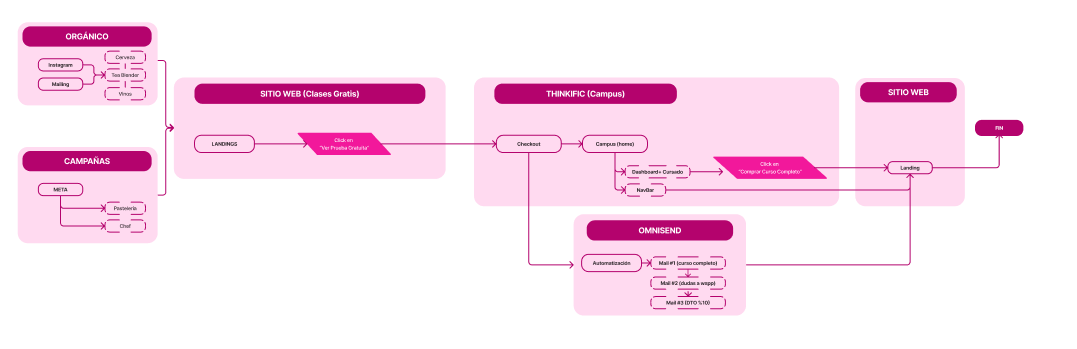 ORGÁNICO
Instagram
Mailing
Cerveza
Tea Blender
Vinos
CAMPAÑAS
META
Pastelería
Chef
SITIO WEB (Clases Gratis)
LANDINGS
Click en
"Ver Prueba Gratuita"
THINKIFIC (Campus)
Checkout
Campus (home)
Dashboard+ Cursado
NavBar
Click en
"Comprar Curso Completo"
OMNISEND
Automatización
Mail #1 (curso completo)
Mail #2 (dudas a wspp)
Mail #3 (DTO %10)
SITIO WEB
Landing
FIN